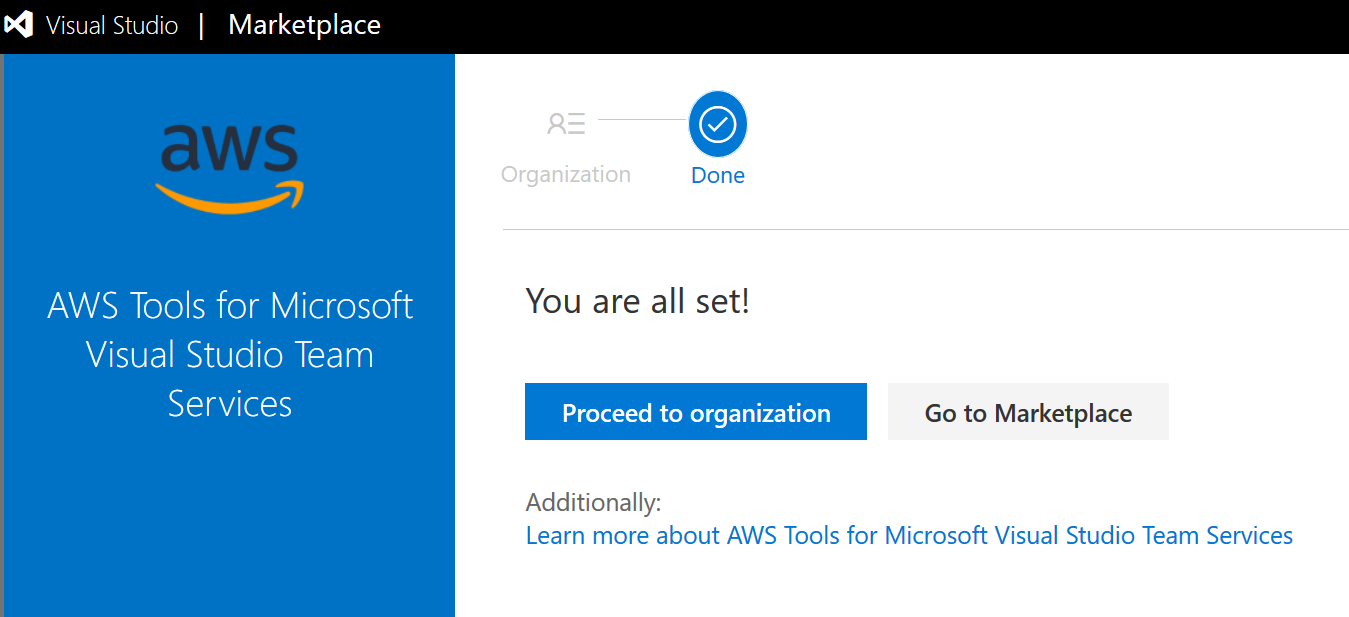 Visual Studio | Marketplace
aws
AWS Tools for Microsoft
Visual Studio Team
Services
Organization
Done
You are all set!
Proceed to organization
Go to Marketplace
Additionally:
Learn more about AWS Tools for Microsoft Visual Studio Team Services